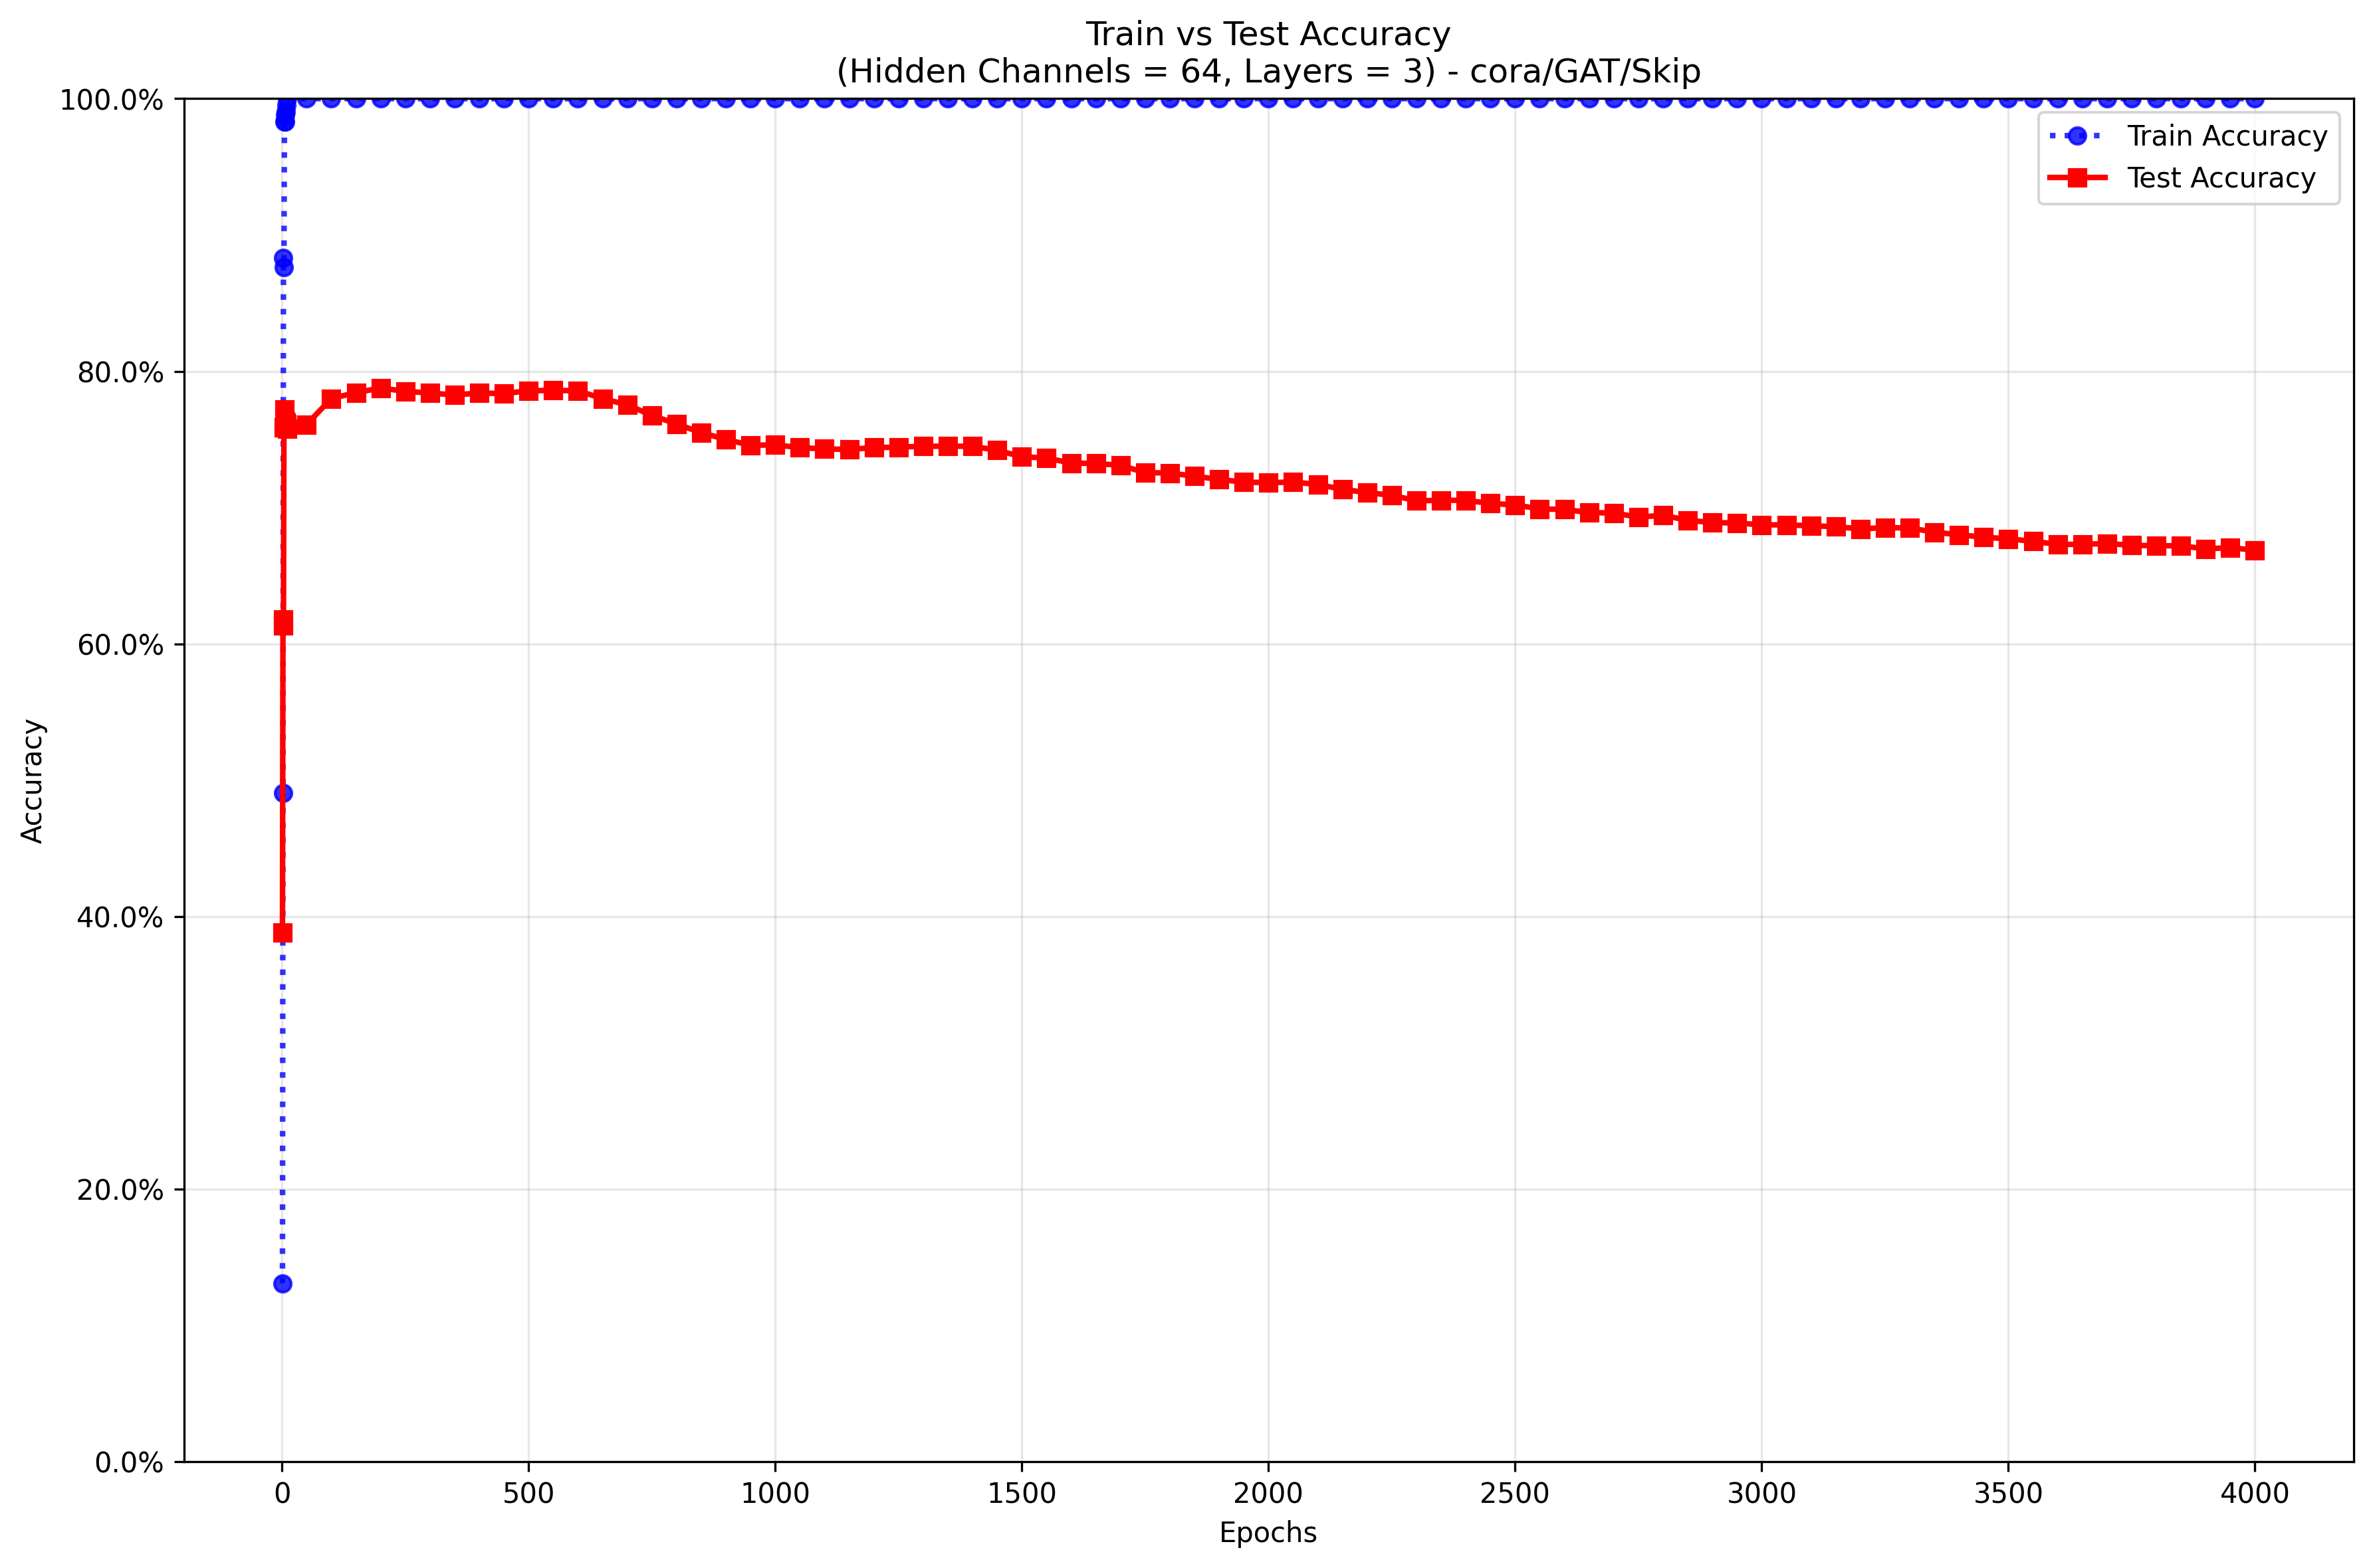 Train vs Test Accuracy
(Hidden Channels = 64, Layers = 3) - cora/GAT/Skip
100.0%
80.0%
60.0%
40.0%
20.0%
0.0%
Accuracy
Train Accuracy
Test Accuracy
0 500 1000 1500 2000 2500 3000 3500 4000
Epochs